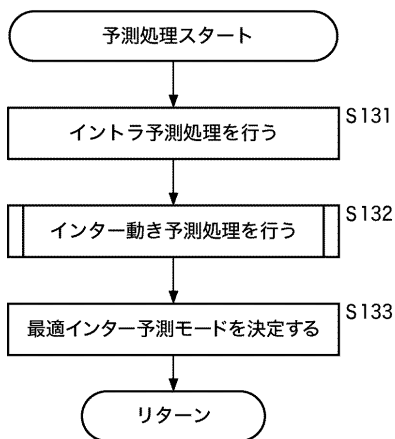 予測処理スタート
S131
イントラ予測処理を行う
S132
インター動き予測処理を行う
S133
最適インター予測モードを決定する
リターン